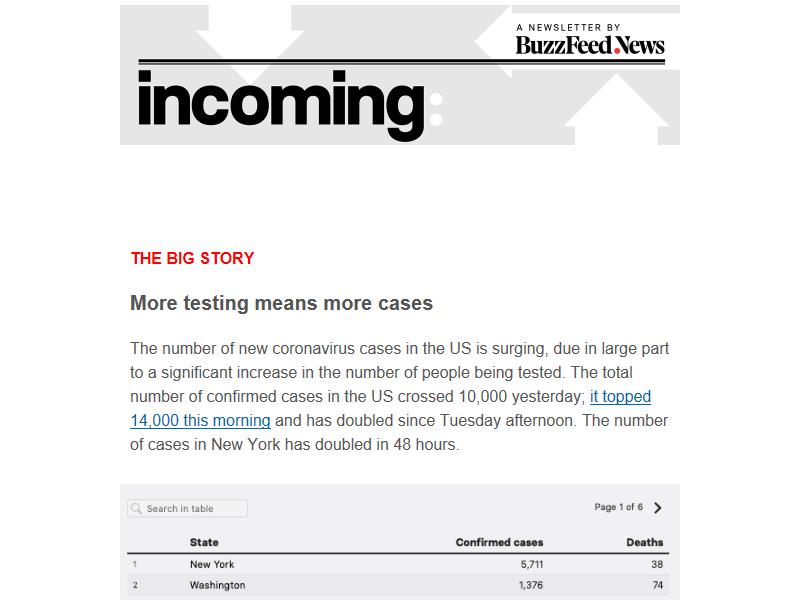 A NEWSLETTER BY
BuzzFeed.News
incoming:
THE BIG STORY
More testing means more cases
The number of new coronavirus cases in the US is surging, due in large part
to a significant increase in the number of people being tested. The total
number of confirmed cases in the US crossed 10,000 yesterday; it topped
14,000 this morning and has doubled since Tuesday afternoon. The number
of cases in New York has doubled in 48 hours.
Search in table Page 1 of 6
State Confirmed cases Deaths
1 New York 5,711 38
2 Washington 1,376 74